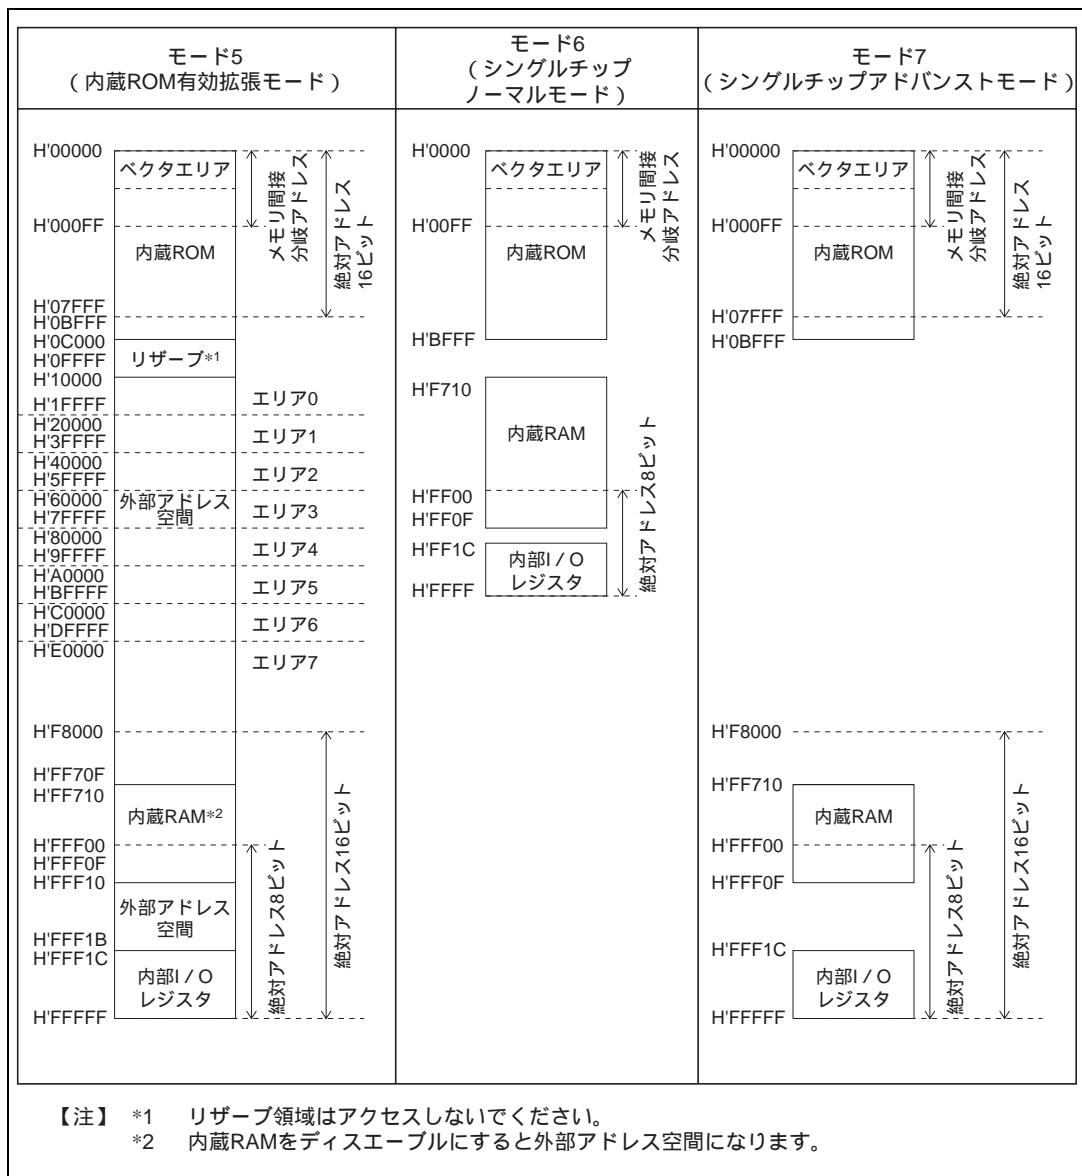 モード5
(内蔵ROM有効拡張モード)
H'00000
ベクタエリア
H'000FF
内蔵ROM
メモリ間接
分岐アドレス
絶対アドレス
16ビット
H'07FFF
H'0BFFF
H'0C000
H'0FFFF
リザーブ*1
H'10000
H'1FFFF
エリア0
H'20000
H'3FFFF
エリア1
H'40000
H'5FFFF
エリア2
H'60000
H'7FFFF
外部アドレス
空間
エリア3
H'80000
H'9FFFF
エリア4
H'A0000
H'BFFFF
エリア5
H'C0000
H'DFFFF
エリア6
H'E0000
エリア7
H'F8000
H'FF70F
H'FF710
内蔵RAM*2
H'FFF00
H'FFF0F
H'FFF10
外部アドレス
空間
H'FFF1B
H'FFF1C
内部I/O
レジスタ
H'FFFFF
絶対アドレス8ビット
絶対アドレス16ビット
モード6
(シングルチップ
ノーマルモード)
H'0000
ベクタエリア
H'00FF
内蔵ROM
メモリ間接
分岐アドレス
H'BFFF
H'F710
内蔵RAM
H'FF00
H'FF0F
H'FF1C
内部I/O
レジスタ
H'FFFF
絶対アドレス8ビット
モード7
(シングルチップアドバンストモード)
H'00000
ベクタエリア
H'000FF
内蔵ROM
メモリ間接
分岐アドレス
絶対アドレス
16ビット
H'07FFF
H'0BFFF
H'F8000
H'FF710
内蔵RAM
H'FFF00
H'FFF0F
H'FFF1C
内部I/O
レジスタ
H'FFFFF
絶対アドレス8ビット
絶対アドレス16ビット
【注】 *1 リザーブ領域はアクセスしないでください。
*2 内蔵RAMをディスエーブルにすると外部アドレス空間になります。